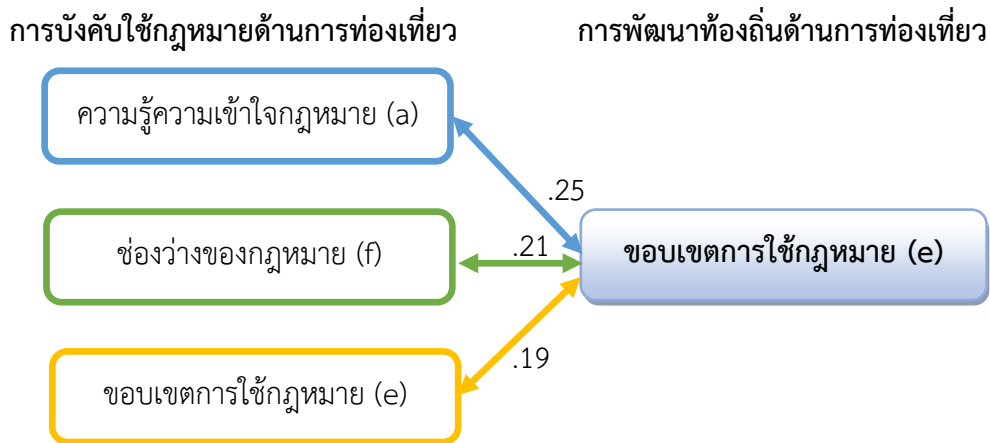 การบังคับใช้กฎหมายด้านการท่องเที่ยว
การพัฒนาท้องถิ่นด้านการท่องเที่ยว
ความรู้ความเข้าใจกฎหมาย (a)
.25
ช่องว่างของกฎหมาย (f)
.21
ขอบเขตการใช้กฎหมาย (e)
.19
ขอบเขตการใช้กฎหมาย (e)